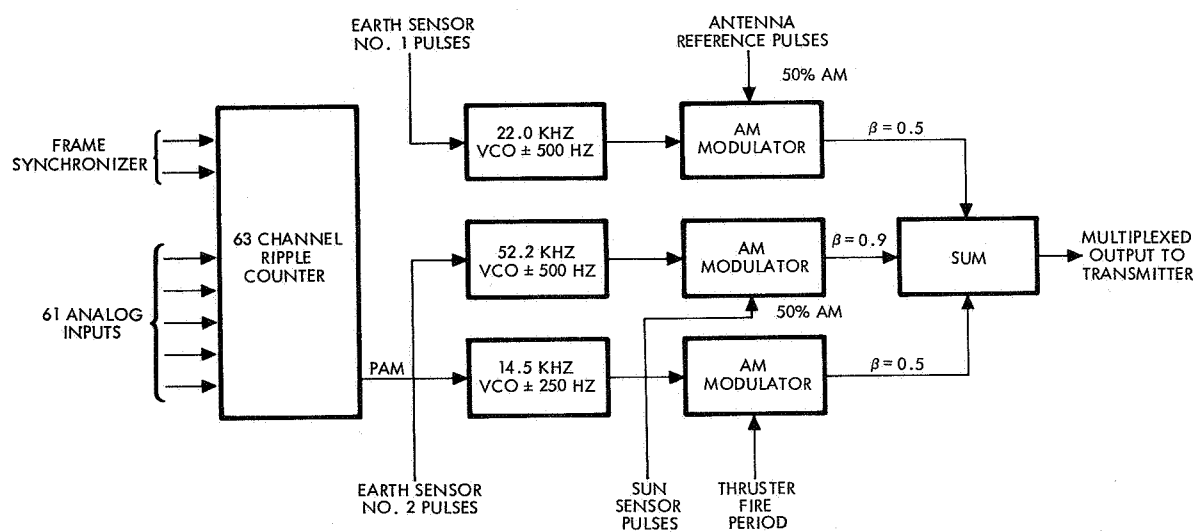 EARTH SENSOR
NO. 1 PULSES
ANTENNA
REFERENCE PULSES
50% AM
FRAME
SYNCHRONIZER
22.0 KHZ
VCO ± 500 HZ
AM
MODULATOR
β = 0.5
63 CHANNEL
RIPPLE
COUNTER
52.2 KHZ
VCO ± 500 HZ
AM
MODULATOR
β = 0.9
SUM
MULTIPLEXED
OUTPUT TO
TRANSMITTER
61 ANALOG
INPUTS
50% AM
PAM
14.5 KHZ
VCO ± 250 HZ
AM
MODULATOR
β = 0.5
EARTH SENSOR
NO. 2 PULSES
SUN
SENSOR
PULSES
THRUSTER
FIRE
PERIOD